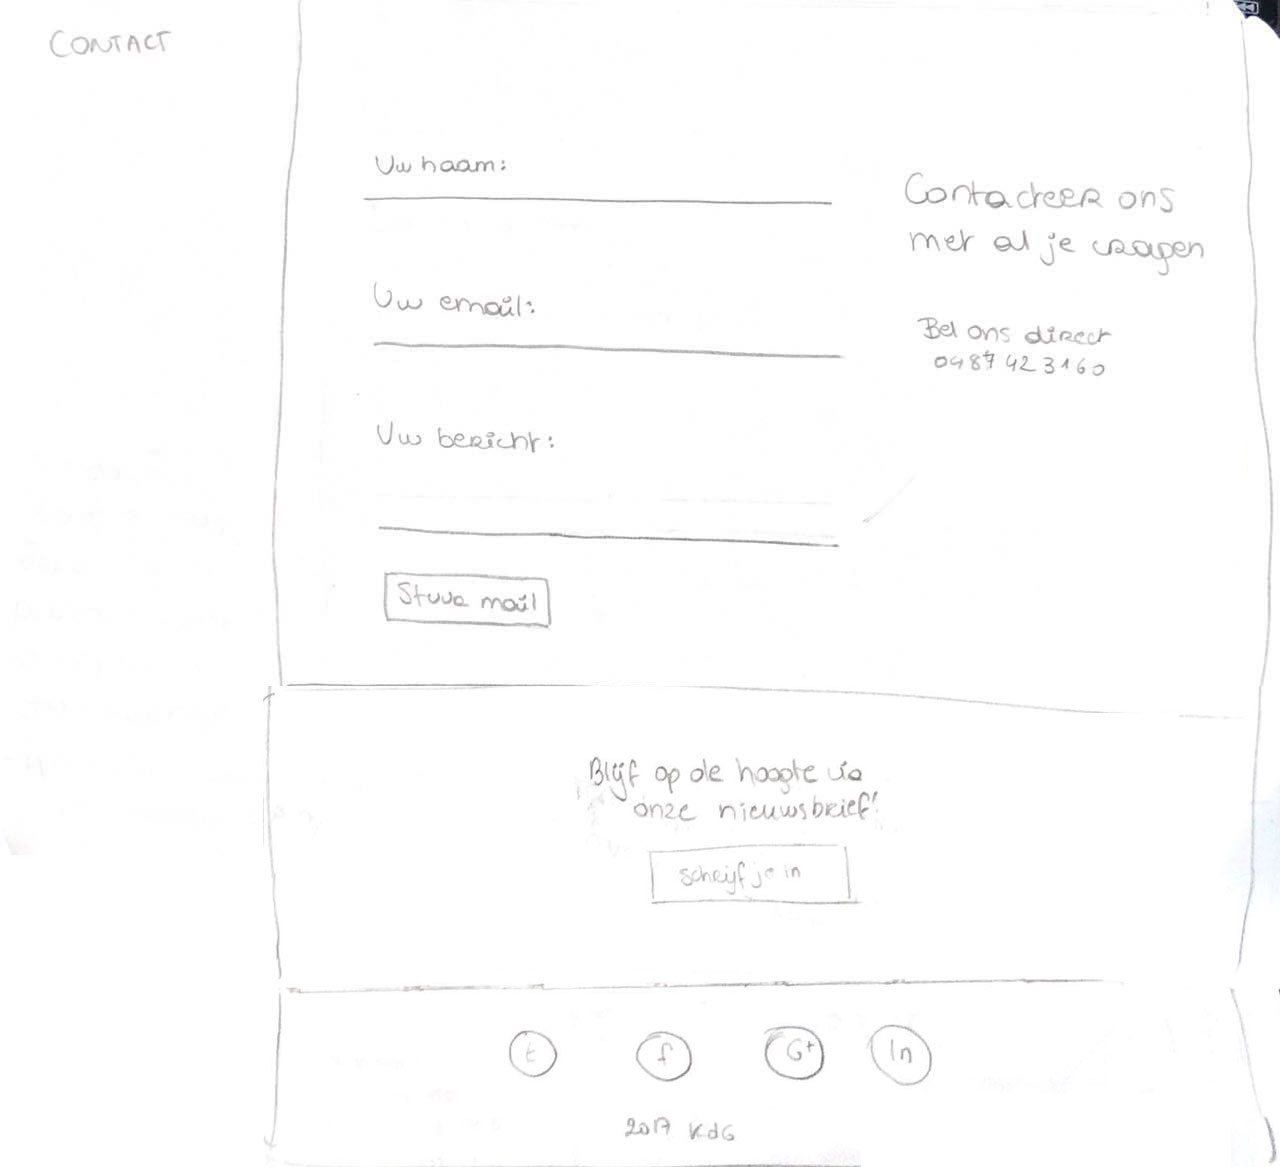 CONTACT
Uw naam:
Uw email:
Uw bericht:
Stuur mail
Contacteer ons
met al je vragen
Bel ons direct
0487 42 31 60
Blijf op de hoogte via
onze nieuwsbrief!
schrijf je in
t f G+ In
2017 KdG